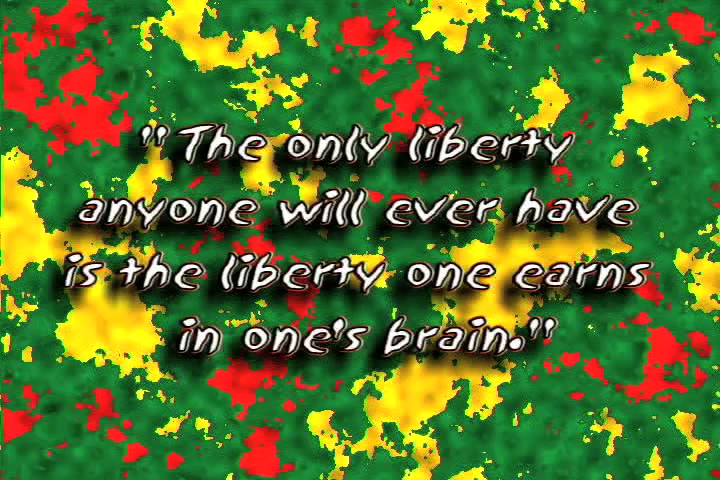 "The only liberty
anyone will ever have
is the liberty one earns
in one's brain."